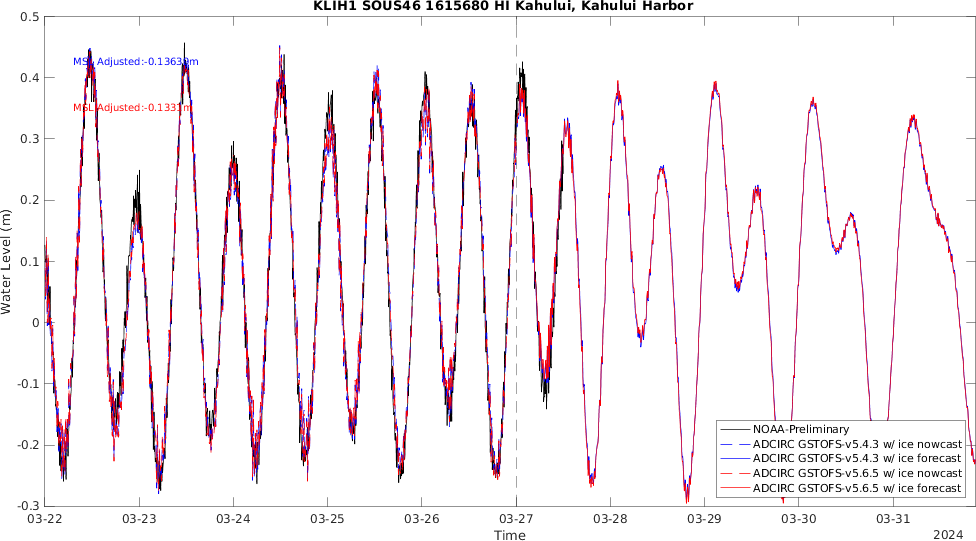 KLIH1 SOUS46 1615680 HI Kahului, Kahului Harbor
0.5
0.4
0.3
0.2
0.1
0
-0.1
-0.2
-0.3
Water Level (m)
MSL Adjusted:-0.1331m
NOAA-Preliminary
ADCIRC GSTOFS-v5.4.3 w/ ice nowcast
ADCIRC GSTOFS-v5.4.3 w/ ice forecast
ADCIRC GSTOFS-v5.6.5 w/ ice nowcast
ADCIRC GSTOFS-v5.6.5 w/ ice forecast
03-22 03-23 03-24 03-25 03-26 03-27 03-28 03-29 03-30 03-31
Time
2024